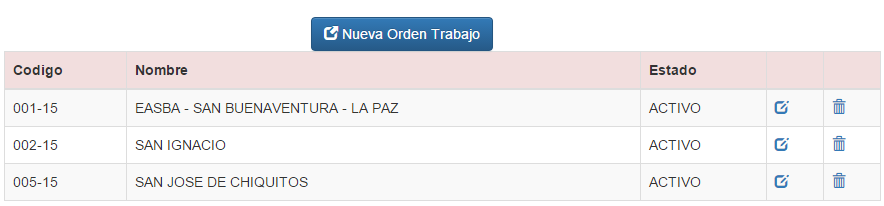 Nueva Orden Trabajo
Codigo Nombre Estado
001-15 EASBA - SAN BUENAVENTURA - LA PAZ ACTIVO
002-15 SAN IGNACIO ACTIVO
005-15 SAN JOSE DE CHIQUITOS ACTIVO